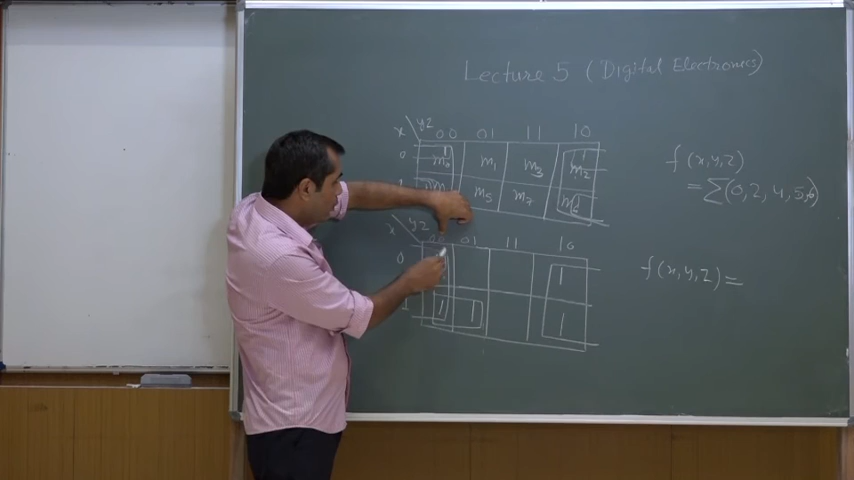 Lecture 5 (Digital Electronics)
x yz 00 01 11 10
0 1 m0 m1 m3 1 m2
m5 m7 m6
f(x,y,z)
= Σ(0,2,4,5,6)
x yz 01 11 10
0 1
1 1 1
f(x,y,z) =